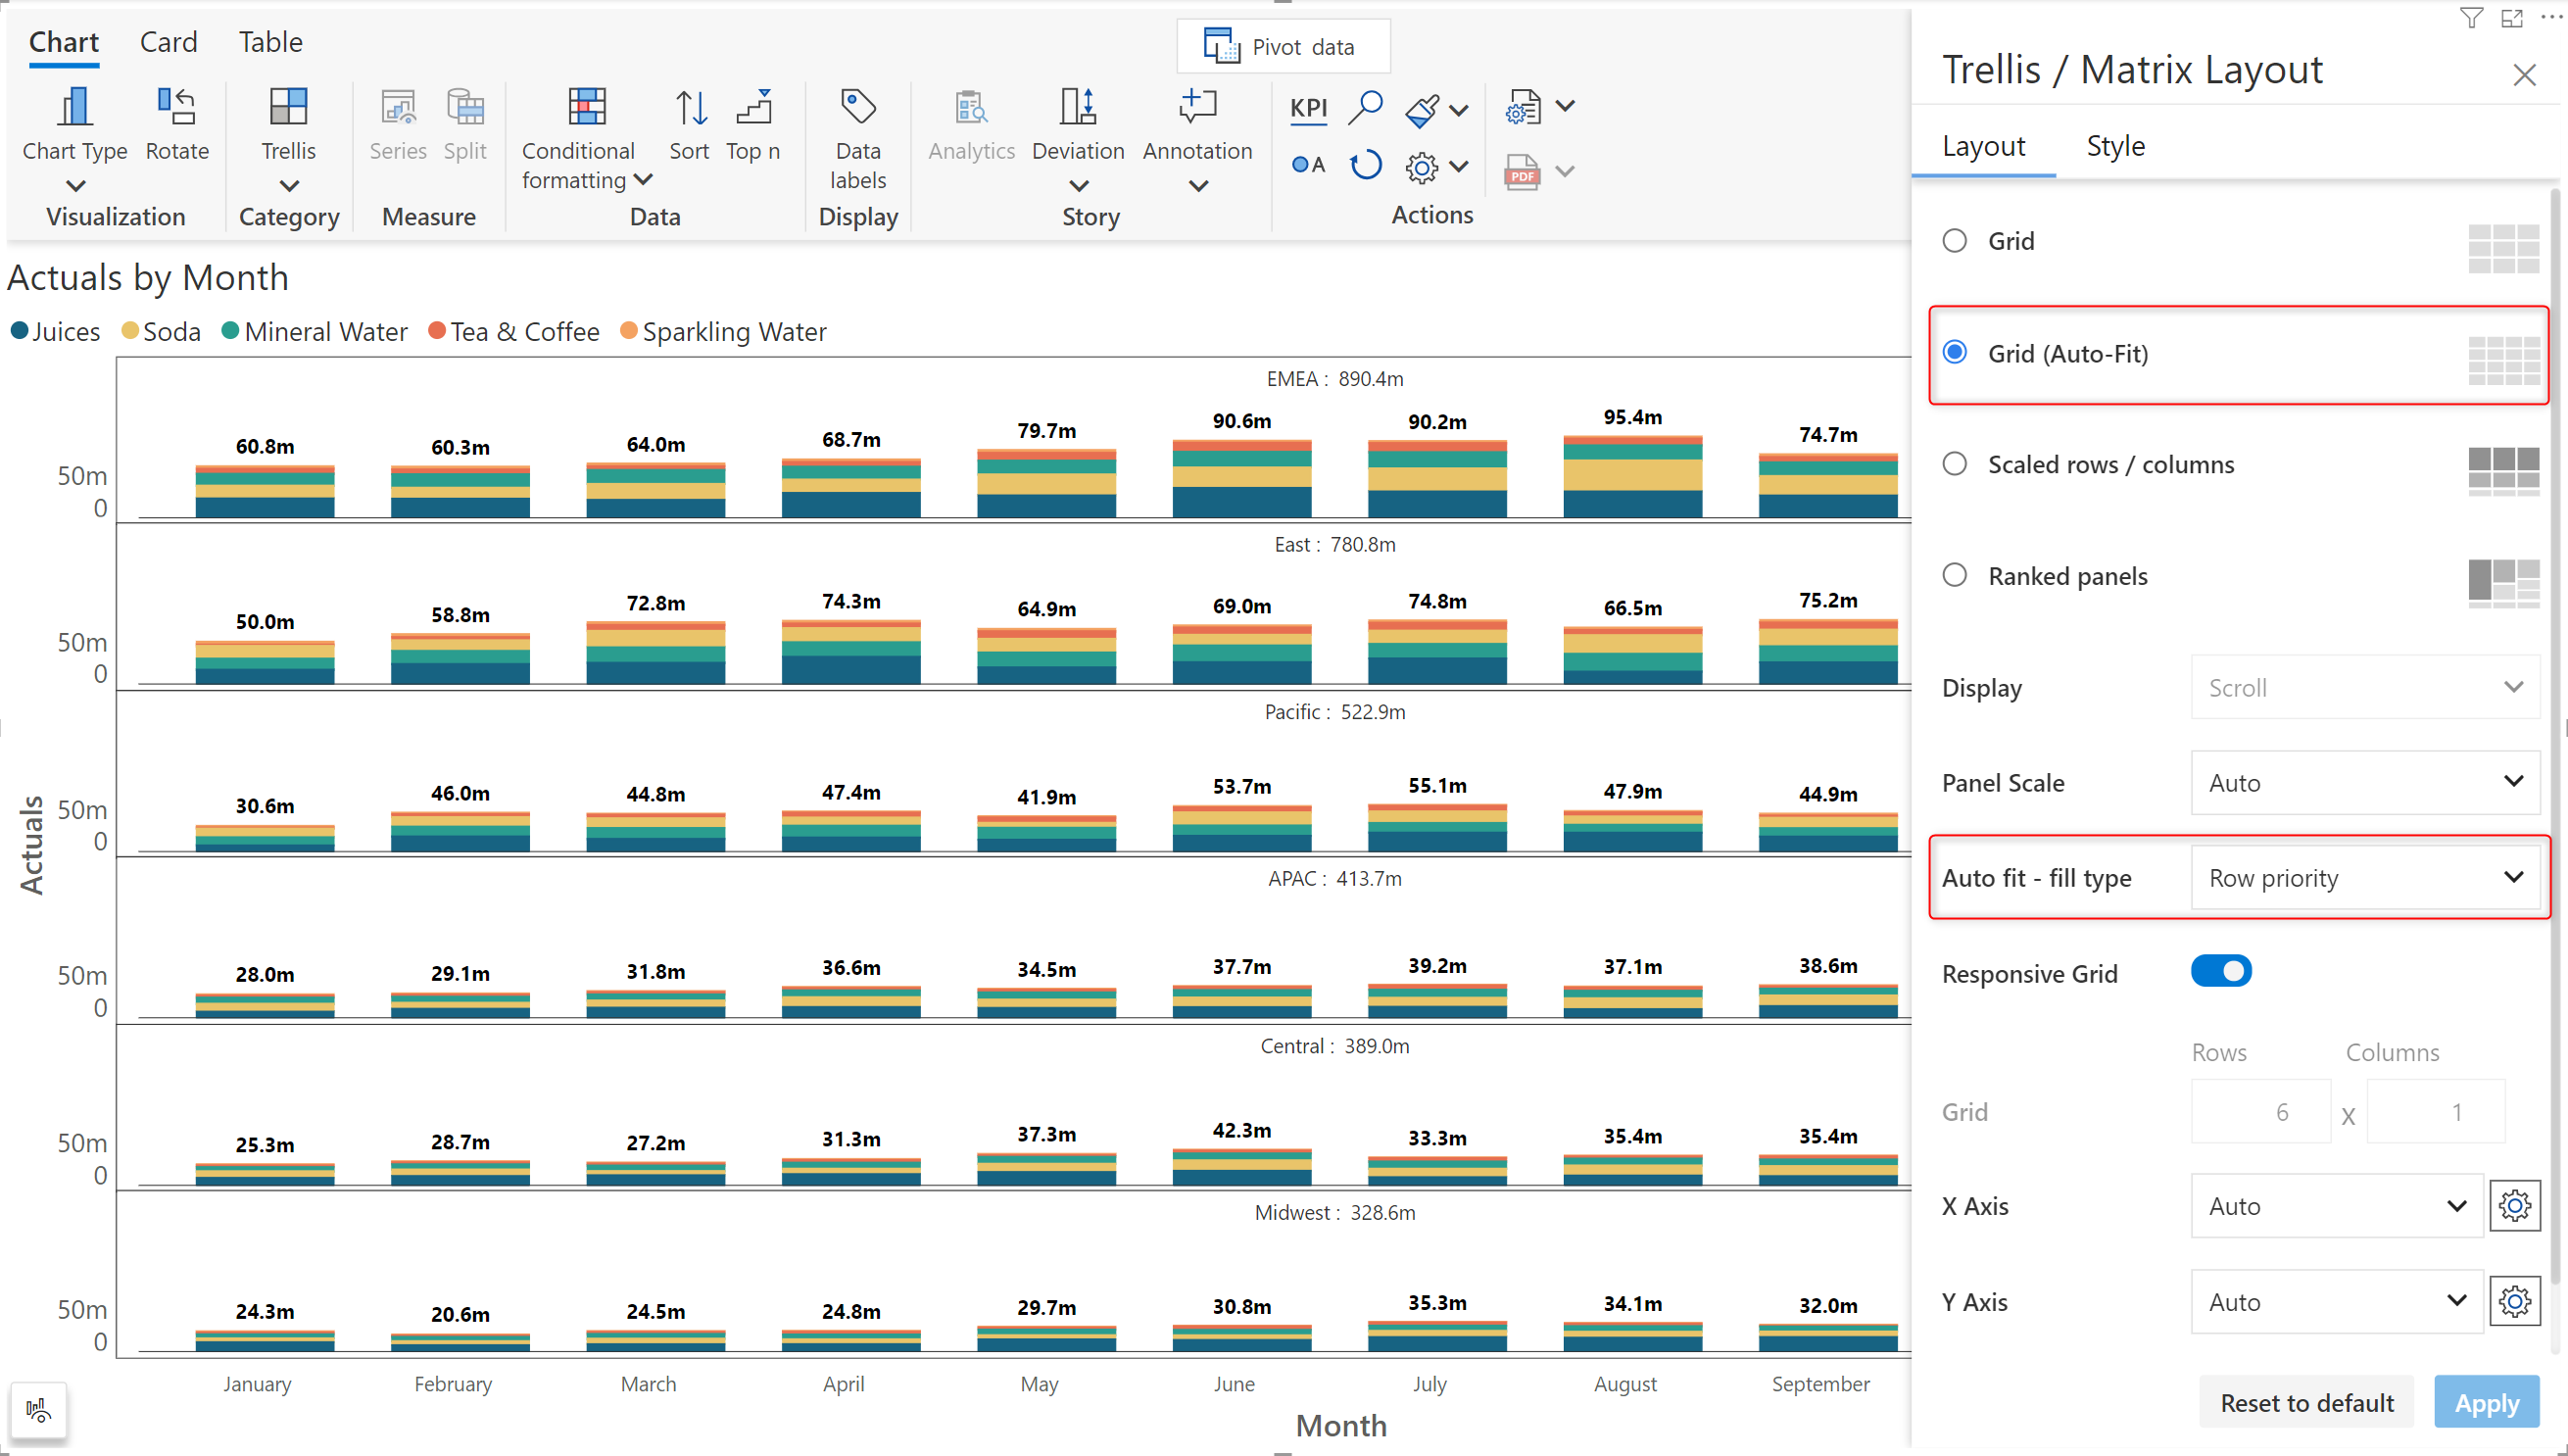 Chart Card Table
Pivot data
Chart Type Rotate Trellis Series Split Conditional formatting Sort Top n Data labels Analytics Deviation Annotation KPI A PDF
Visualization Category Measure Data Display Story Actions
Actuals by Month
Juices Soda Mineral Water Tea & Coffee Sparkling Water
EMEA : 890.4m
60.8m 60.3m 64.0m 68.7m 79.7m 90.6m 90.2m 95.4m 74.7m
50m
0
East : 780.8m
50.0m 58.8m 72.8m 74.3m 64.9m 69.0m 74.8m 66.5m 75.2m
50m
0
Pacific : 522.9m
30.6m 46.0m 44.8m 47.4m 41.9m 53.7m 55.1m 47.9m 44.9m
50m
0
APAC : 413.7m
28.0m 29.1m 31.8m 36.6m 34.5m 37.7m 39.2m 37.1m 38.6m
50m
0
Central : 389.0m
25.3m 28.7m 27.2m 31.3m 37.3m 42.3m 33.3m 35.4m 35.4m
50m
0
Midwest : 328.6m
24.3m 20.6m 24.5m 24.8m 29.7m 30.8m 35.3m 34.1m 32.0m
50m
0
Actuals
January February March April May June July August September
Month
Trellis / Matrix Layout
Layout Style
Grid
Grid (Auto-Fit)
Scaled rows / columns
Ranked panels
Display Scroll
Panel Scale Auto
Auto fit - fill type Row priority
Responsive Grid
Rows Columns
Grid 6 x 1
X Axis Auto
Y Axis Auto
Reset to default Apply